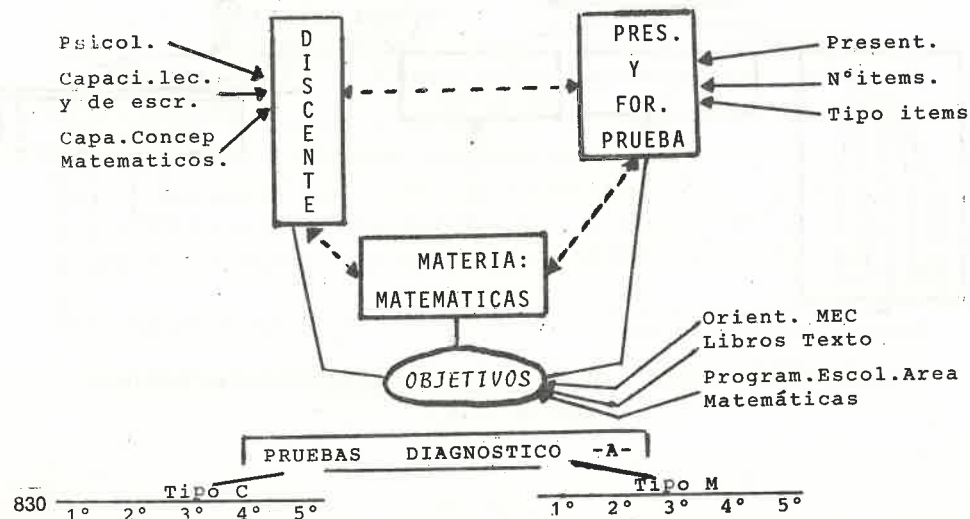 Psicol.
Capaci.lec.
y de escr.
Capa.Concep
Matematicos.
DISCENTE
PRES.
Y
FOR.
PRUEBA
Present.
Nºitems.
Tipo items
MATERIA:
MATEMATICAS
OBJETIVOS
Orient. MEC
Libros Texto
Program.Escol.Area
Matemáticas
PRUEBAS DIAGNOSTICO -A-
Tipo C
Tipo M
830
1º 2º 3º 4º 5º
1º 2º 3º 4º 5º